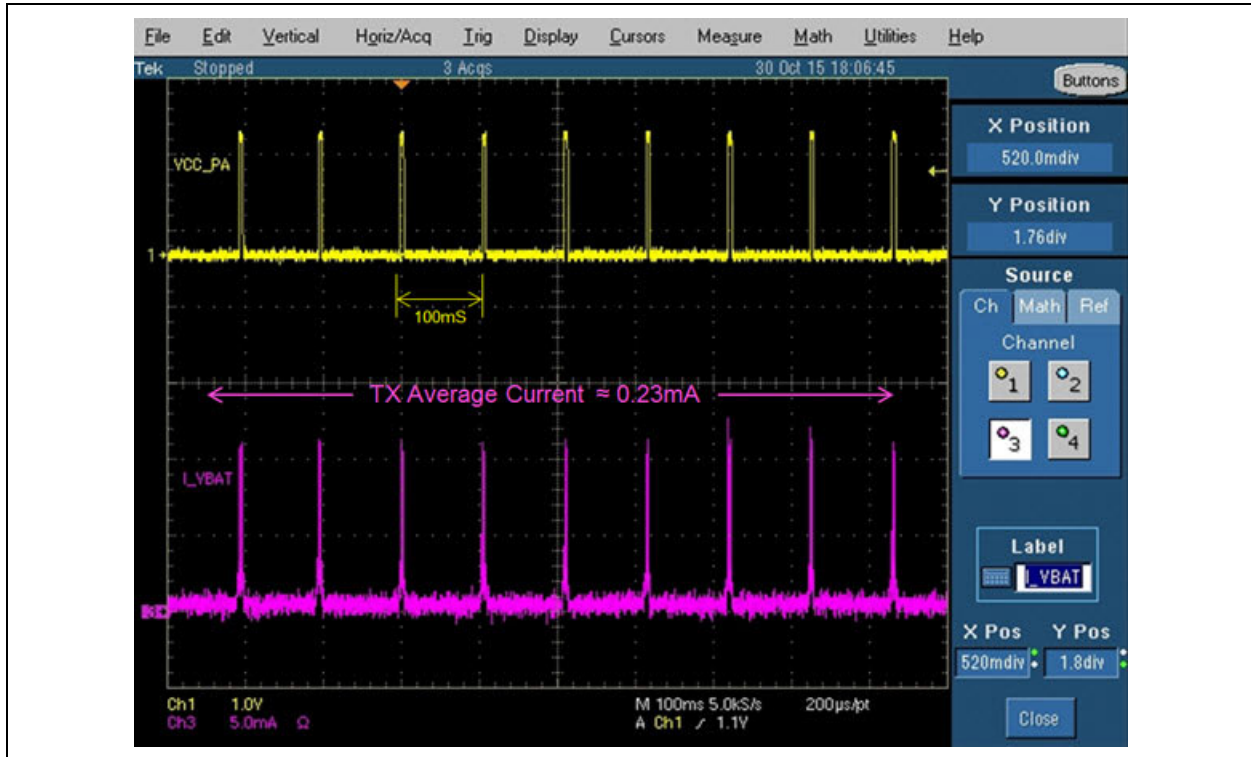 File Edit Vertical Horiz/Acq Trig Display Cursors Measure Math Utilities Help
Tek Stopped 3 Acqs 30 Oct 15 18:06:45
Buttons
X Position
520.0mdiv
VCC_PA
Y Position
1.76div
1
100mS
Source
Ch Math Ref
Channel
1 2
3 4
TX Average Current ≈ 0.23mA
I_VBAT
Label
I_VBAT
X Pos Y Pos
520mdiv 1.8div
Ch1 1.0V M 100ms 5.0kS/s 200µs/pt
Ch3 5.0mA Ω A Ch1 1.1V
Close